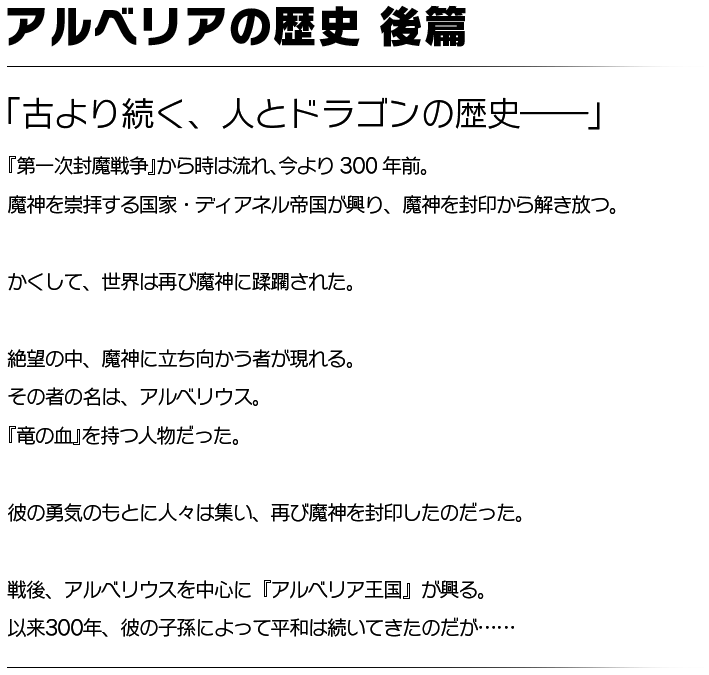 アルベリアの歴史 後篇
「古より続く、人とドラゴンの歴史――」
『第一次封魔戦争』から時は流れ、今より 300 年前。
魔神を崇拝する国家・ディアネル帝国が興り、魔神を封印から解き放つ。
かくして、世界は再び魔神に蹂躙された。
絶望の中、魔神に立ち向かう者が現れる。
その者の名は、アルベリウス。
『竜の血』を持つ人物だった。
彼の勇気のもとに人々は集い、再び魔神を封印したのだった。
戦後、アルベリウスを中心に『アルベリア王国』が興る。
以来300年、彼の子孫によって平和は続いてきたのだが……